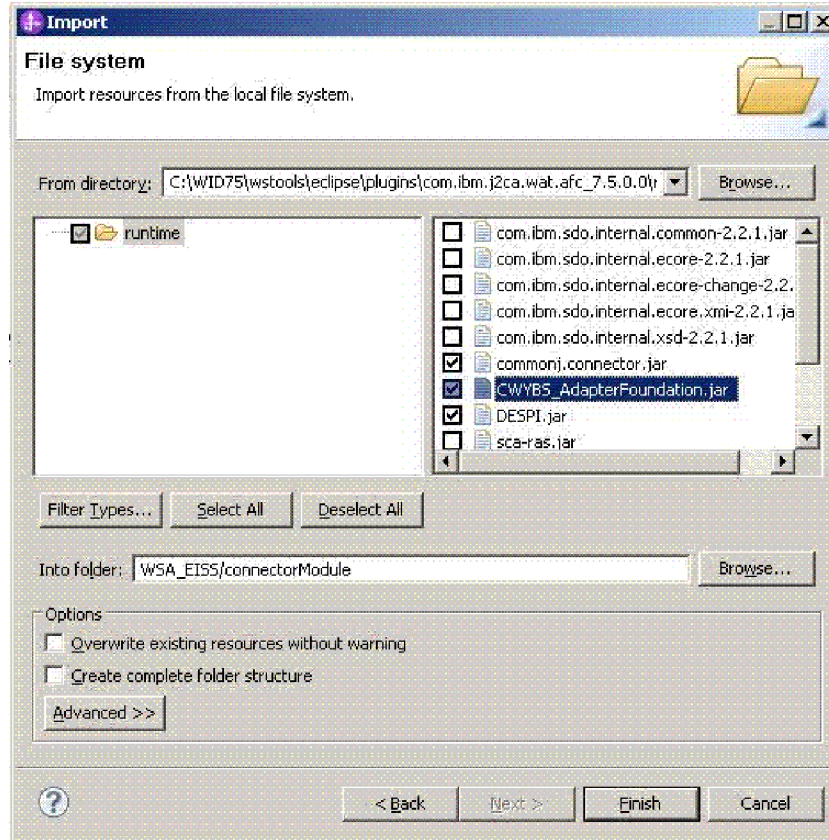 Import
File system
Import resources from the local file system.
From directory: C:\WID75\wstools\eclipse\plugins\com.ibm.j2ca.wat.afc_7.5.0.0\r
Browse...
runtime
com.ibm.sdo.internal.common-2.2.1.jar
com.ibm.sdo.internal.ecore-2.2.1.jar
com.ibm.sdo.internal.ecore-change-2.2.
com.ibm.sdo.internal.ecore.xmi-2.2.1.ja
com.ibm.sdo.internal.xsd-2.2.1.jar
commonj.connector.jar
CWYBS_AdapterFoundation.jar
DESPI.jar
sca-ras.jar
Filter Types... Select All Deselect All
Into folder: WSA_EISS/connectorModule Browse...
Options
Overwrite existing resources without warning
Create complete folder structure
Advanced >>
? < Back Next > Finish Cancel